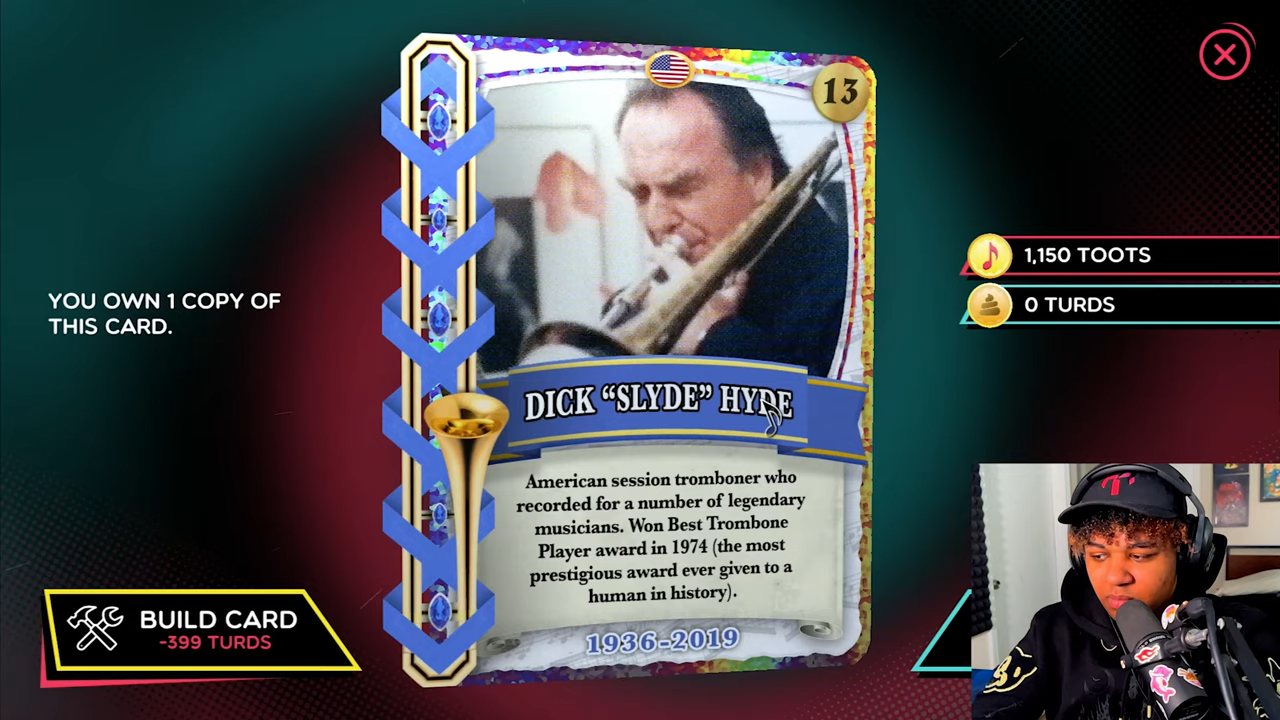 13
YOU OWN 1 COPY OF
THIS CARD.
1,150 TOOTS
0 TURDS
DICK “SLYDE” HYDE
American session tromboner who
recorded for a number of legendary
musicians. Won Best Trombone
Player award in 1974 (the most
prestigious award ever given to a
human in history).
1936-2019
BUILD CARD
-399 TURDS